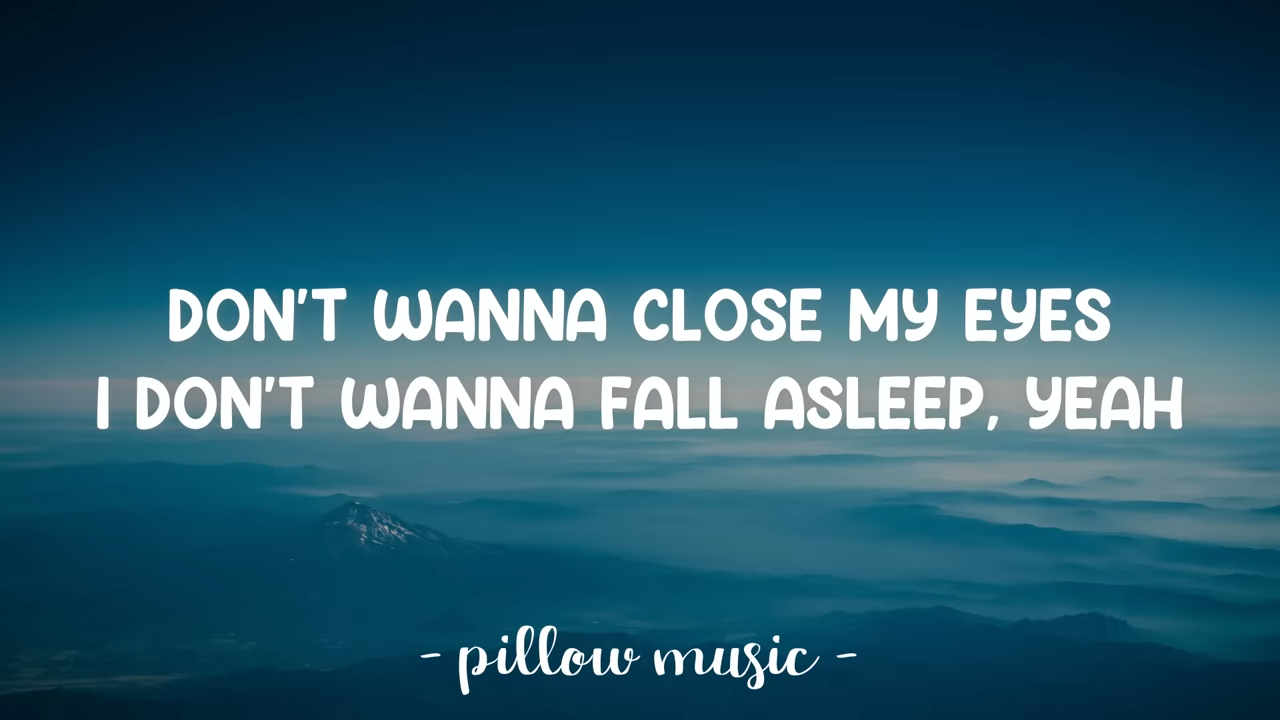 DON'T WANNA CLOSE MY EYES
I DON'T WANNA FALL ASLEEP, YEAH
- pillow music -